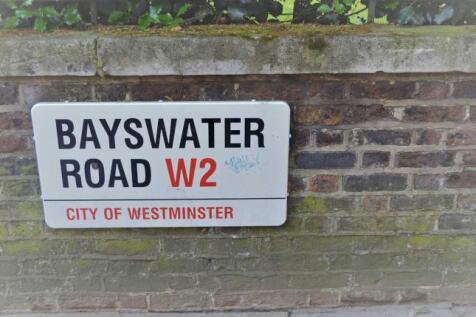 BAYSWATER
ROAD W2
CITY OF WESTMINSTER